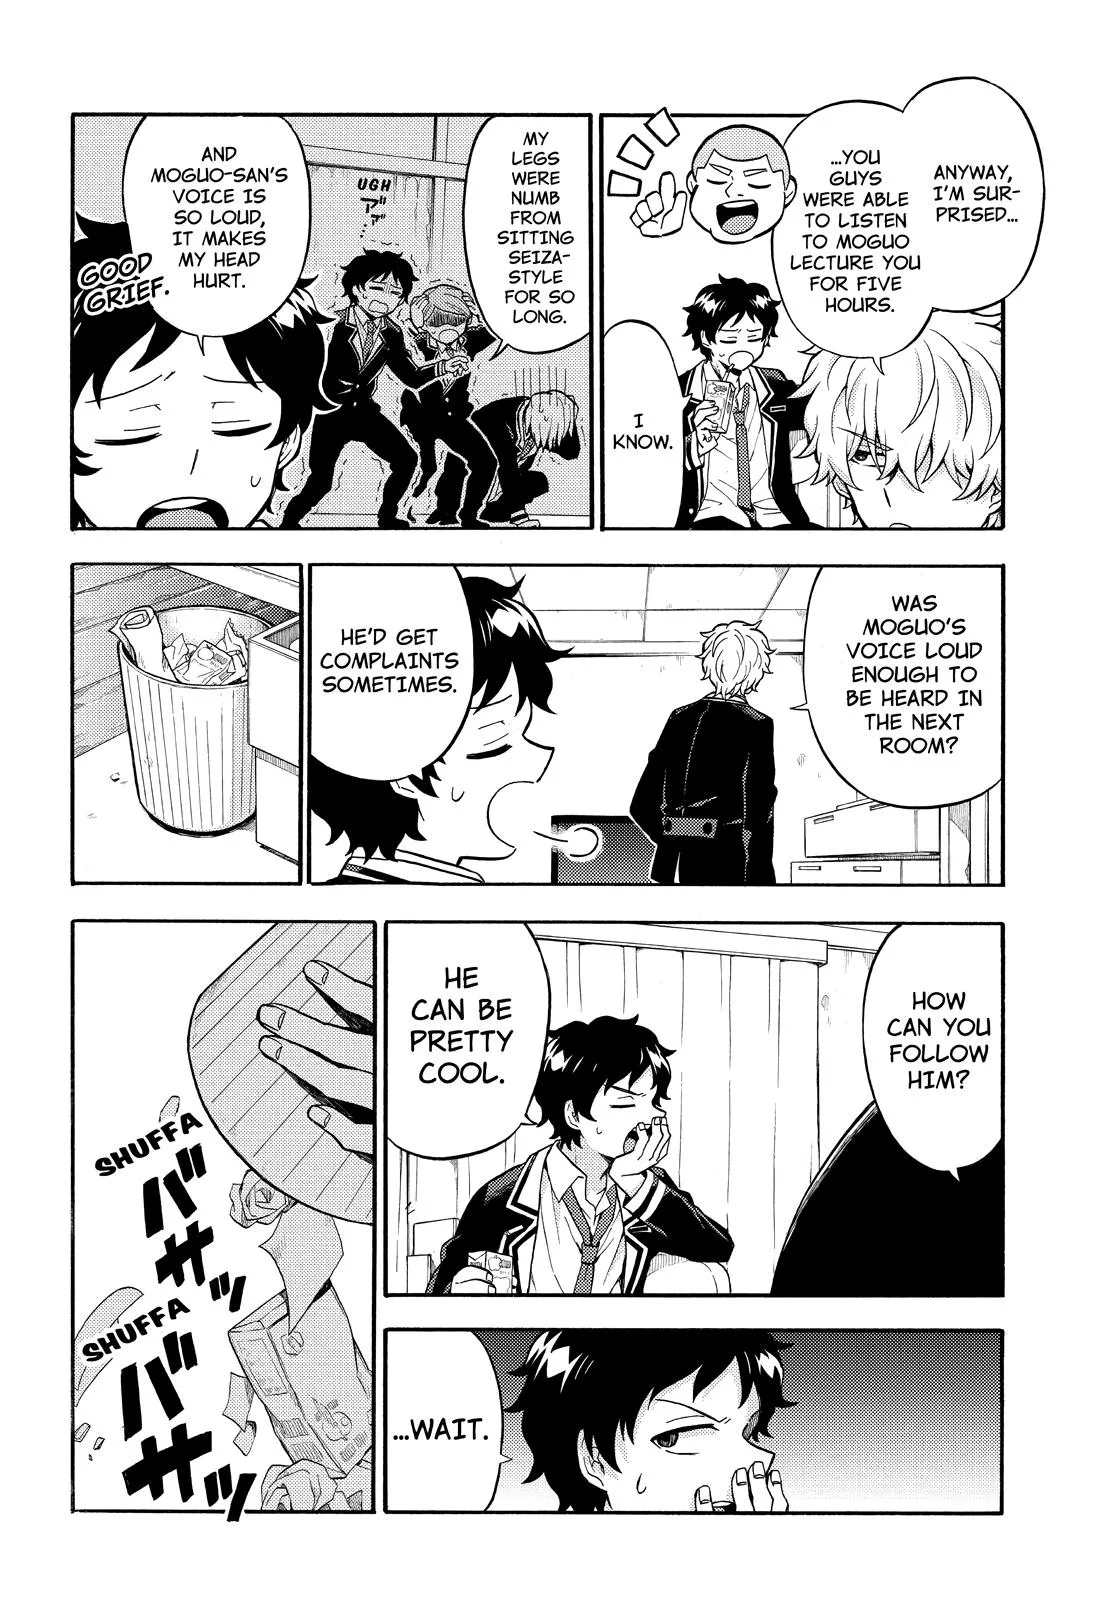 ANYWAY,
I'M SUR-
PRISED...
...YOU
GUYS
WERE ABLE
TO LISTEN
TO MOGUO
LECTURE YOU
FOR FIVE
HOURS.
I
KNOW.
MY
LEGS
WERE
NUMB
FROM
SITTING
SEIZA-
STYLE
FOR SO
LONG.
UGH
アアア...
AND
MOGUO-SAN'S
VOICE IS
SO LOUD,
IT MAKES
MY HEAD
HURT.
GOOD
GRIEF.
WAS
MOGUO'S
VOICE LOUD
ENOUGH TO
BE HEARD IN
THE NEXT
ROOM?
HE'D GET
COMPLAINTS
SOMETIMES.
HOW
CAN YOU
FOLLOW
HIM?
HE
CAN BE
PRETTY
COOL.
...WAIT.
SHUFFA
バサッ
SHUFFA
バサッ